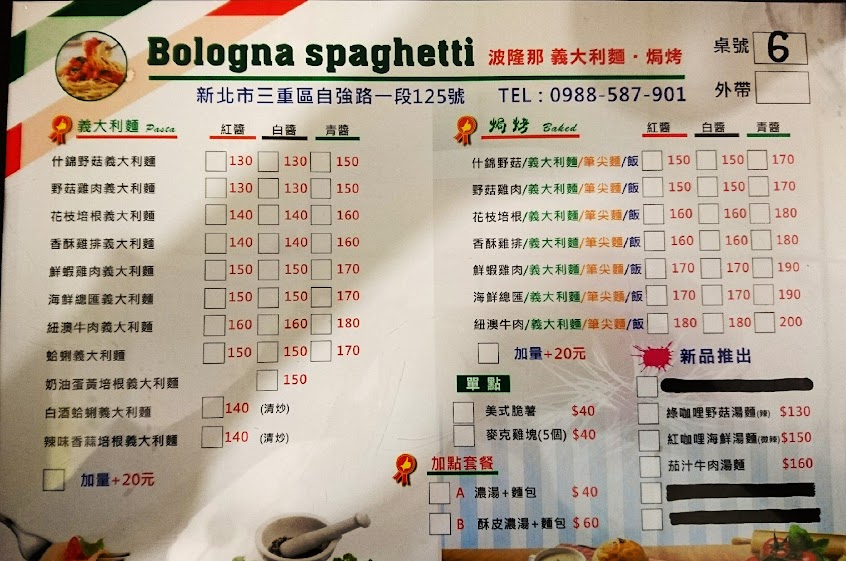 Bologna spaghetti 波隆那 義大利麵·焗烤
桌號 6
新北市三重區自強路一段125號 TEL : 0988-587-901
外帶
義大利麵 Pasta 紅醬 白醬 青醬
什錦野菇義大利麵 130 130 150
野菇雞肉義大利麵 130 130 150
花枝培根義大利麵 140 140 160
香酥雞排義大利麵 140 140 160
鮮蝦雞肉義大利麵 150 150 170
海鮮總匯義大利麵 150 150 170
紐澳牛肉義大利麵 160 160 180
蛤蜊義大利麵 150 150 170
奶油蛋黃培根義大利麵 150
白酒蛤蜊義大利麵 140 (清炒)
辣味香蒜培根義大利麵 140 (清炒)
加量+20元
焗烤 Baked 紅醬 白醬 青醬
什錦野菇/義大利麵/筆尖麵/飯 150 150 170
野菇雞肉/義大利麵/筆尖麵/飯 150 150 170
花枝培根/義大利麵/筆尖麵/飯 160 160 180
香酥雞排/義大利麵/筆尖麵/飯 160 160 180
鮮蝦雞肉/義大利麵/筆尖麵/飯 170 170 190
海鮮總匯/義大利麵/筆尖麵/飯 170 170 190
紐澳牛肉/義大利麵/筆尖麵/飯 180 180 200
加量+20元
單點
美式脆薯 $40
麥克雞塊(5個) $40
加點套餐
A 濃湯+麵包 $40
B 酥皮濃湯+麵包 $60
新品推出
綠咖哩野菇湯麵(辣) $130
紅咖哩海鮮湯麵(微辣) $150
茄汁牛肉湯麵 $160